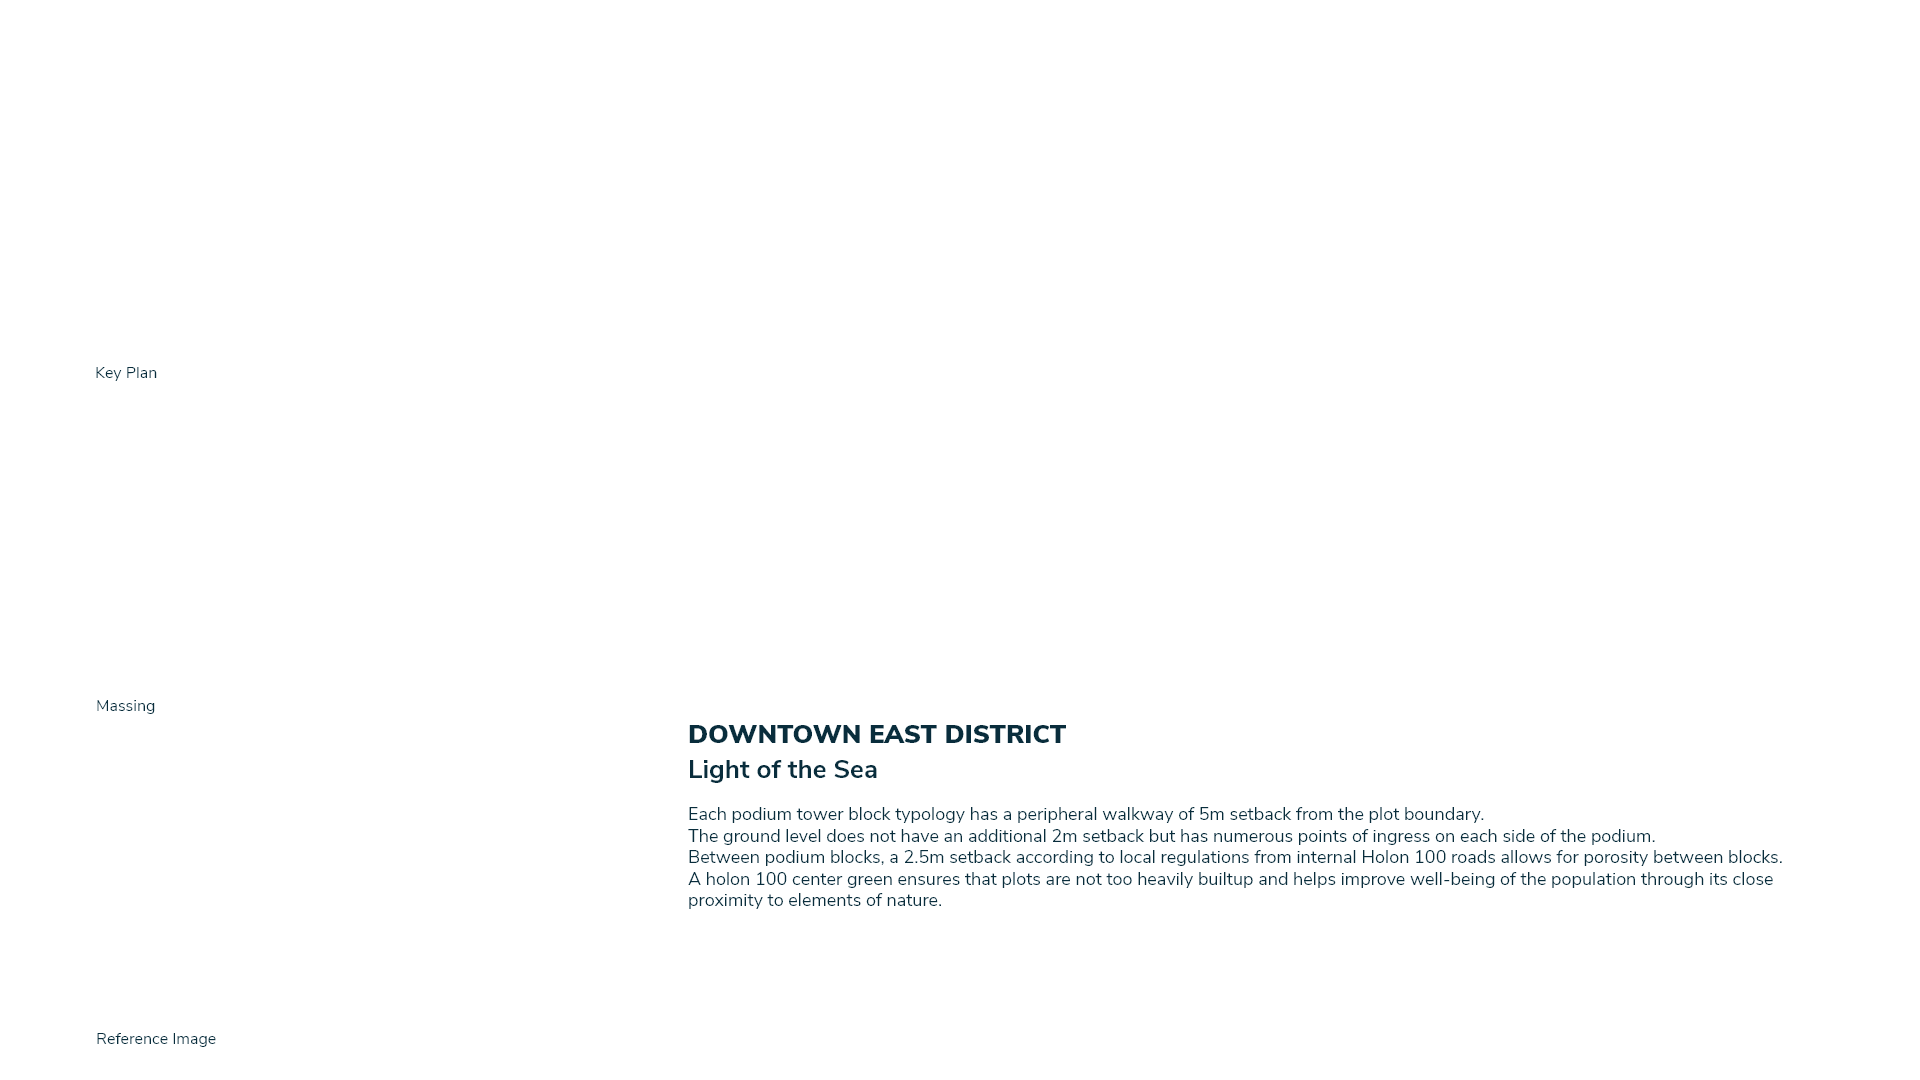 Key Plan
Massing
DOWNTOWN EAST DISTRICT
Light of the Sea
Each podium tower block typology has a peripheral walkway of 5m setback from the plot boundary.
The ground level does not have an additional 2m setback but has numerous points of ingress on each side of the podium.
Between podium blocks, a 2.5m setback according to local regulations from internal Holon 100 roads allows for porosity between blocks.
A holon 100 center green ensures that plots are not too heavily builtup and helps improve well-being of the population through its close
proximity to elements of nature.
Reference Image